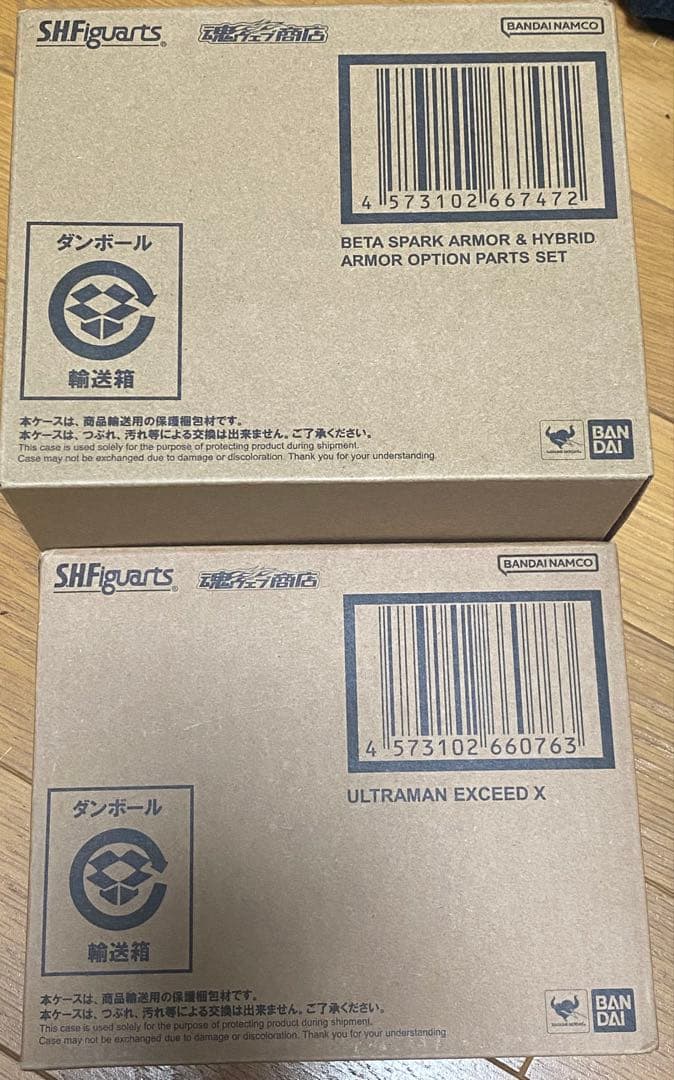 S.H.Figuarts
魂ウェブ商店
BANDAI NAMCO
4 573102 667472
BETA SPARK ARMOR & HYBRID
ARMOR OPTION PARTS SET
ダンボール
輸送箱
本ケースは、商品輸送用の保護梱包材です。
本ケースは、つぶれ、汚れ等による交換は出来ません。ご了承ください。
This case is used solely for the purpose of protecting product during shipment.
Case may not be exchanged due to damage or discoloration. Thank you for your understanding.
BAN
DAI
S.H.Figuarts
魂ウェブ商店
BANDAI NAMCO
4 573102 660763
ULTRAMAN EXCEED X
ダンボール
輸送箱
本ケースは、商品輸送用の保護梱包材です。
本ケースは、つぶれ、汚れ等による交換は出来ません。ご了承ください。
This case is used solely for the purpose of protecting product during shipment.
Case may not be exchanged due to damage or discoloration. Thank you for your understanding.
BAN
DAI